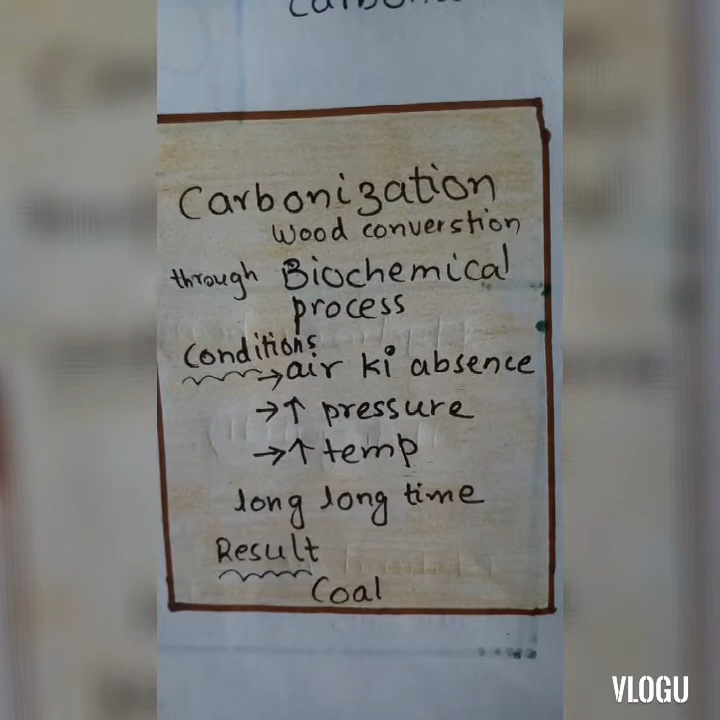 Carbonization
Wood converstion
through Biochemical
process
Conditions
→air ki absence
→↑ pressure
→↑ temp
long long time
Result
Coal
VLOGU